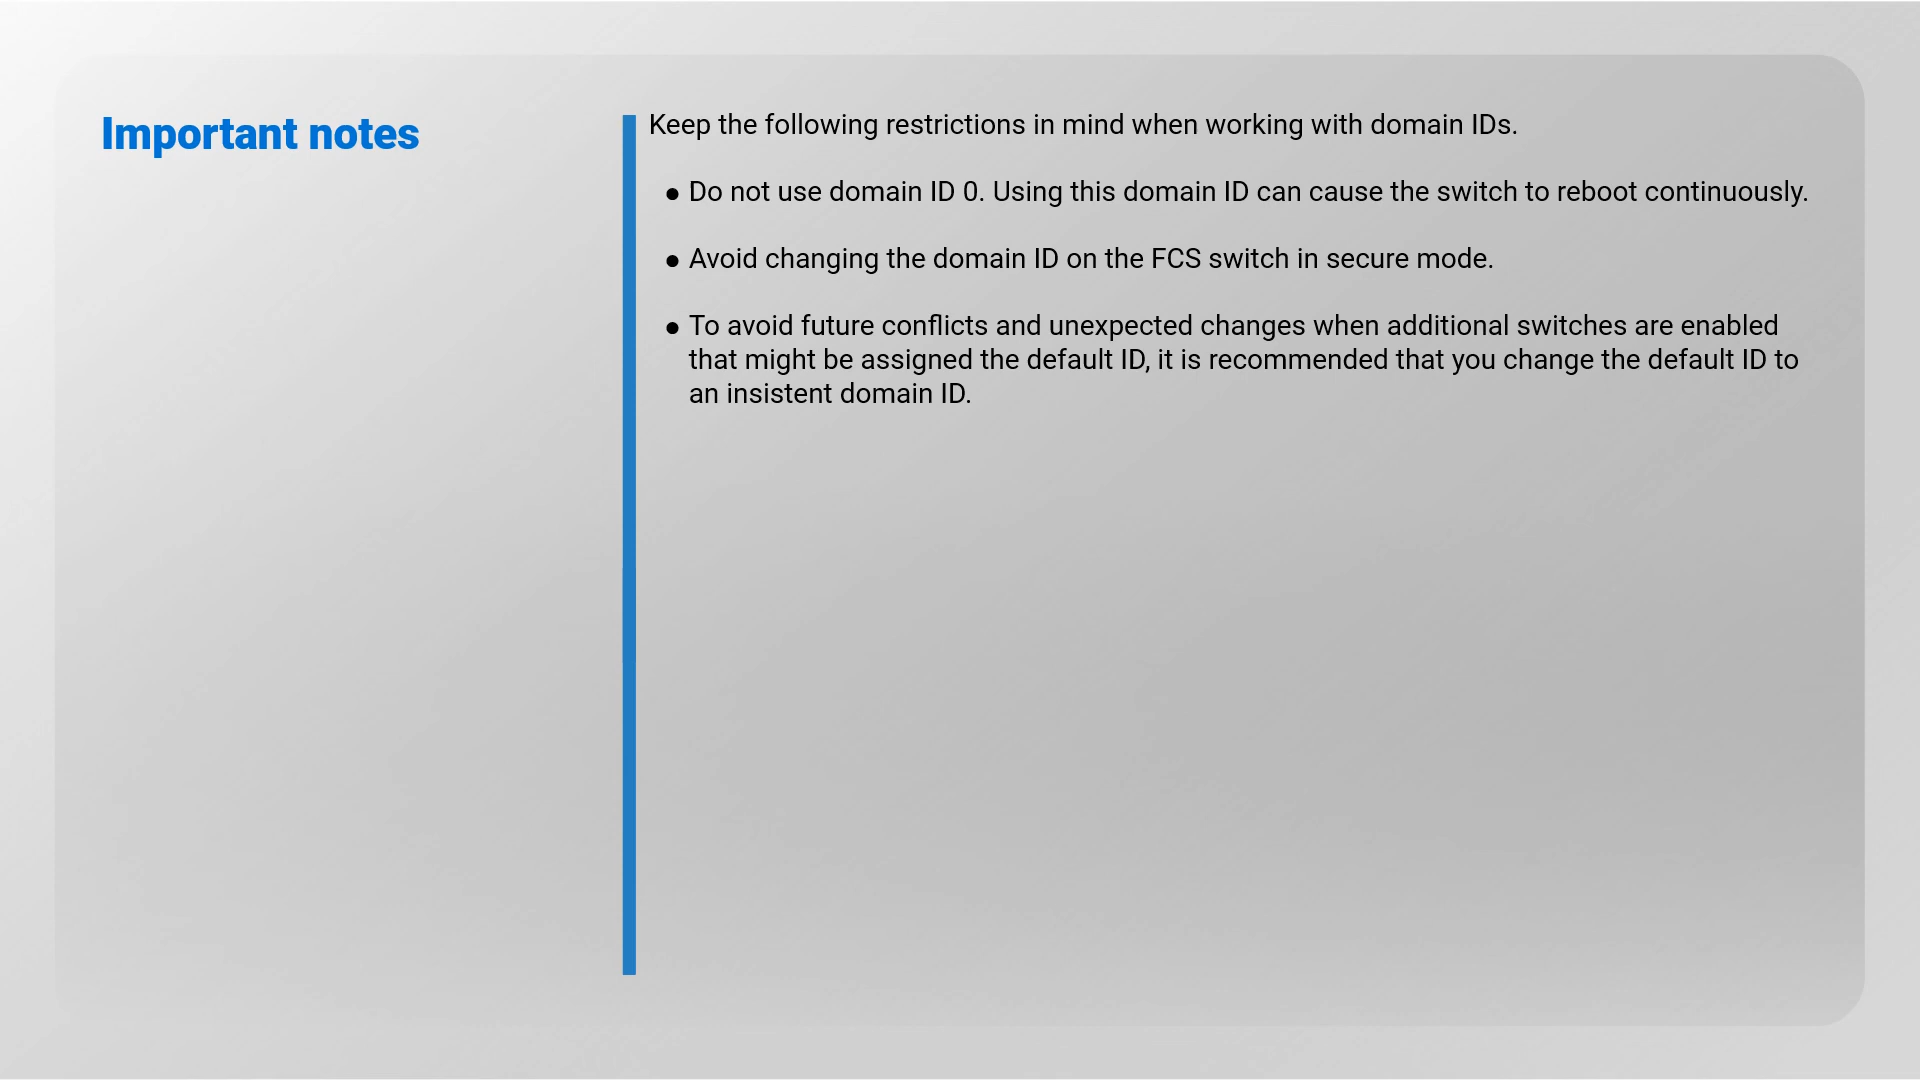 Important notes
Keep the following restrictions in mind when working with domain IDs.
● Do not use domain ID 0. Using this domain ID can cause the switch to reboot continuously.
● Avoid changing the domain ID on the FCS switch in secure mode.
● To avoid future conflicts and unexpected changes when additional switches are enabled
that might be assigned the default ID, it is recommended that you change the default ID to
an insistent domain ID.